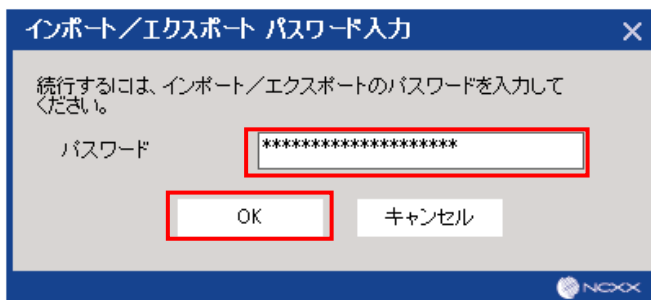 インポート／エクスポート パスワード入力
続行するには、インポート／エクスポートのパスワードを入力して
ください。
パスワード
********************
OK
キャンセル
NCXX